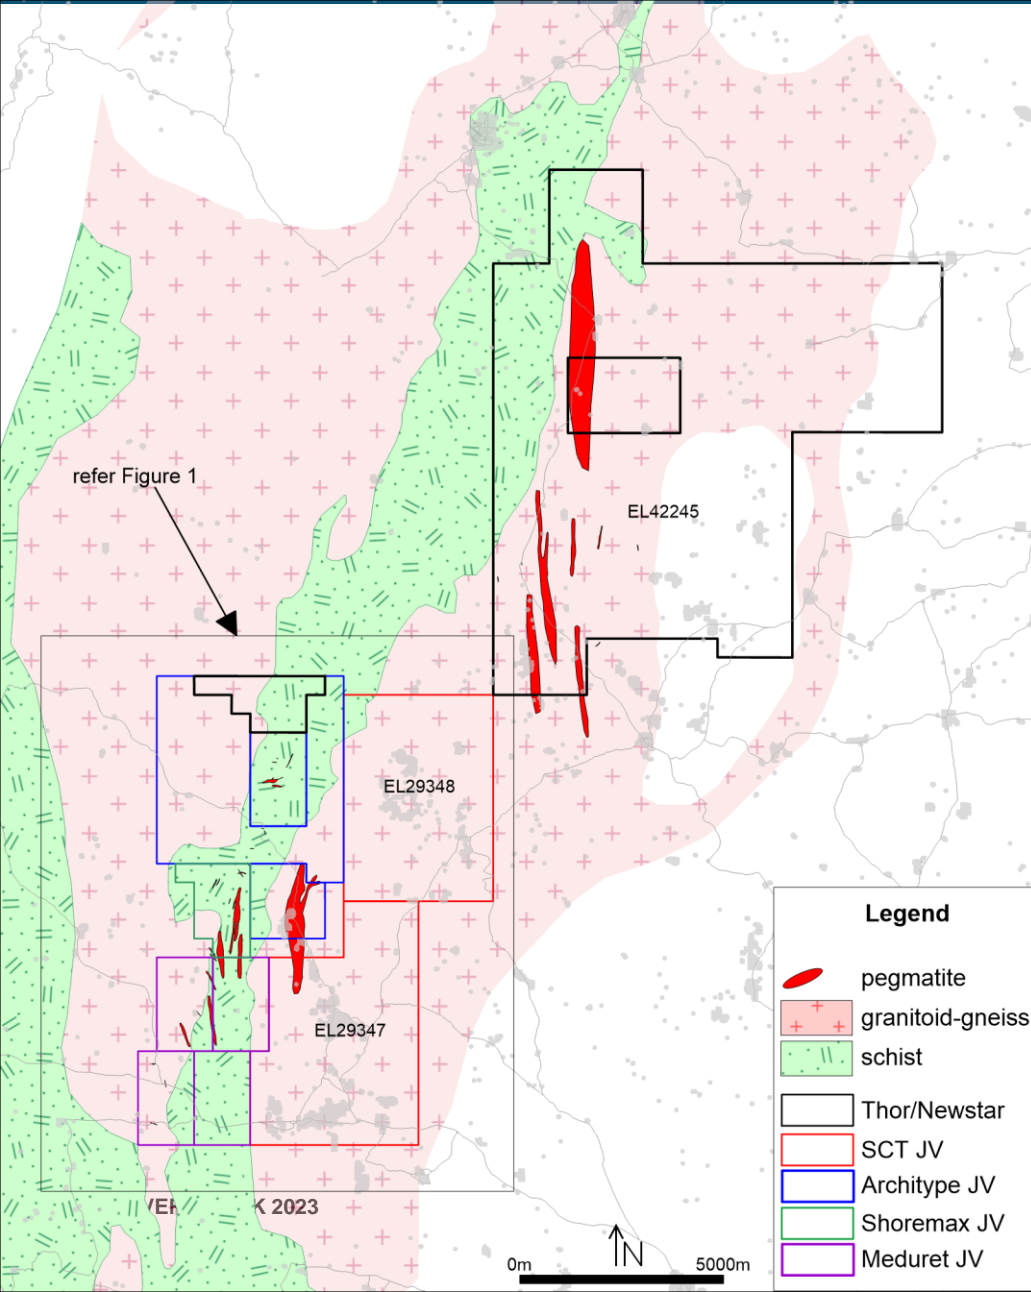 refer Figure 1
EL42245
EL29348
EL29347
K 2023
N
0m 5000m
Legend
pegmatite
granitoid-gneiss
schist
Thor/Newstar
SCT JV
Architype JV
Shoremax JV
Meduret JV